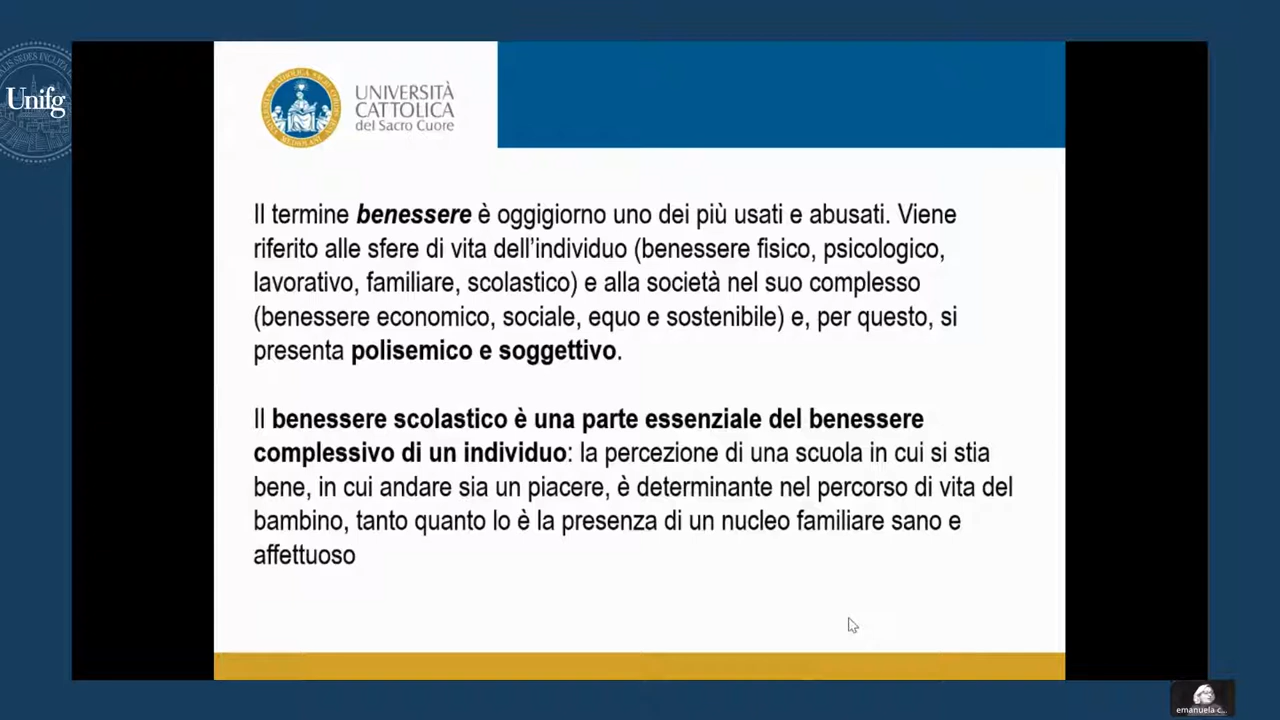 Unifg
UNIVERSITÀ
CATTOLICA
del Sacro Cuore
Il termine benessere è oggigiorno uno dei più usati e abusati. Viene
riferito alle sfere di vita dell'individuo (benessere fisico, psicologico,
lavorativo, familiare, scolastico) e alla società nel suo complesso
(benessere economico, sociale, equo e sostenibile) e, per questo, si
presenta polisemico e soggettivo.
Il benessere scolastico è una parte essenziale del benessere
complessivo di un individuo: la percezione di una scuola in cui si stia
bene, in cui andare sia un piacere, è determinante nel percorso di vita del
bambino, tanto quanto lo è la presenza di un nucleo familiare sano e
affettuoso
emanuela c...